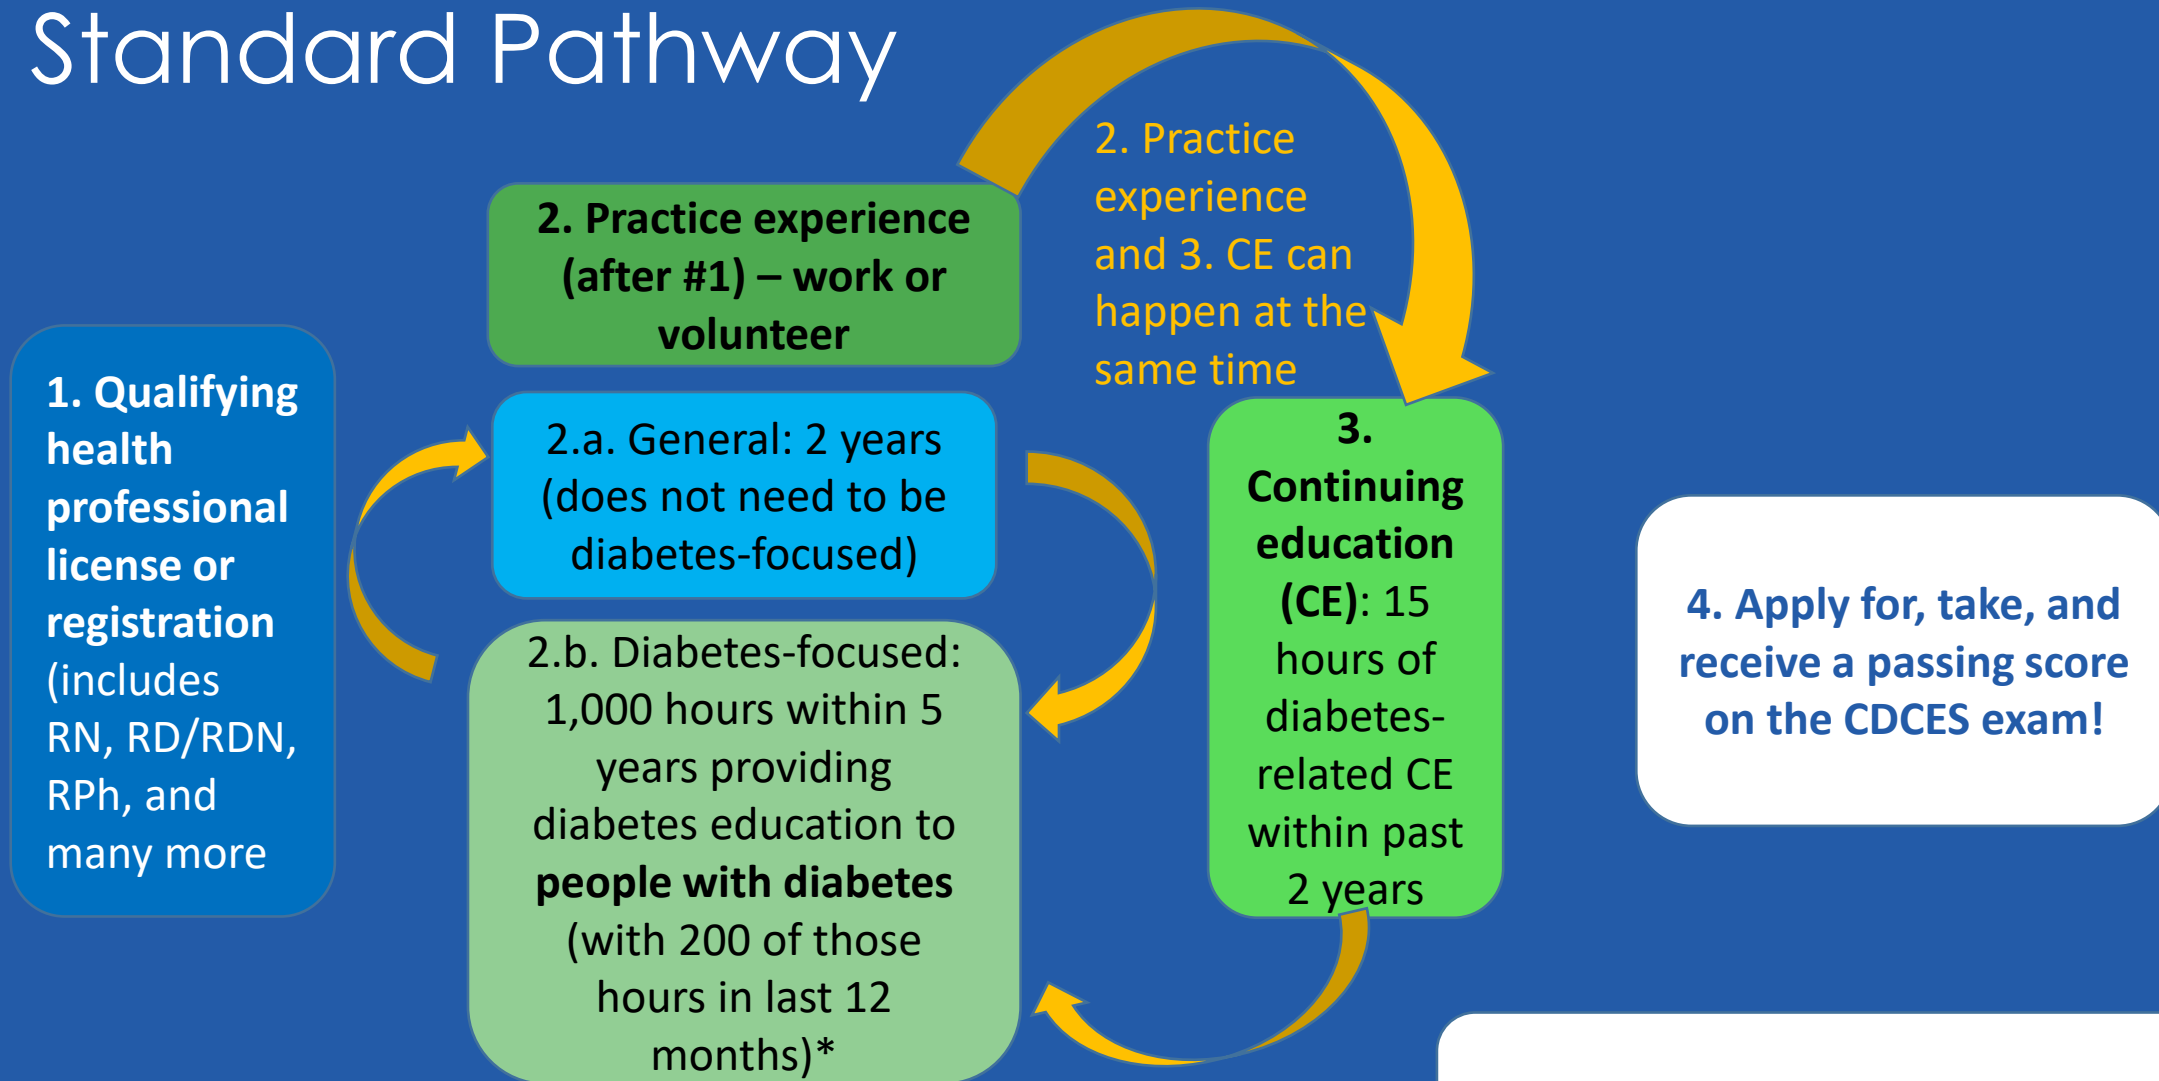 Standard Pathway
1. Qualifying
health
professional
license or
registration
(includes
RN, RD/RDN,
RPh, and
many more
2. Practice experience
(after #1) – work or
volunteer
2.a. General: 2 years
(does not need to be
diabetes-focused)
2.b. Diabetes-focused:
1,000 hours within 5
years providing
diabetes education to
people with diabetes
(with 200 of those
hours in last 12
months)*
2. Practice
experience
and 3. CE can
happen at the
same time
3.
Continuing
education
(CE): 15
hours of
diabetes-
related CE
within past
2 years
4. Apply for, take, and
receive a passing score
on the CDCES exam!